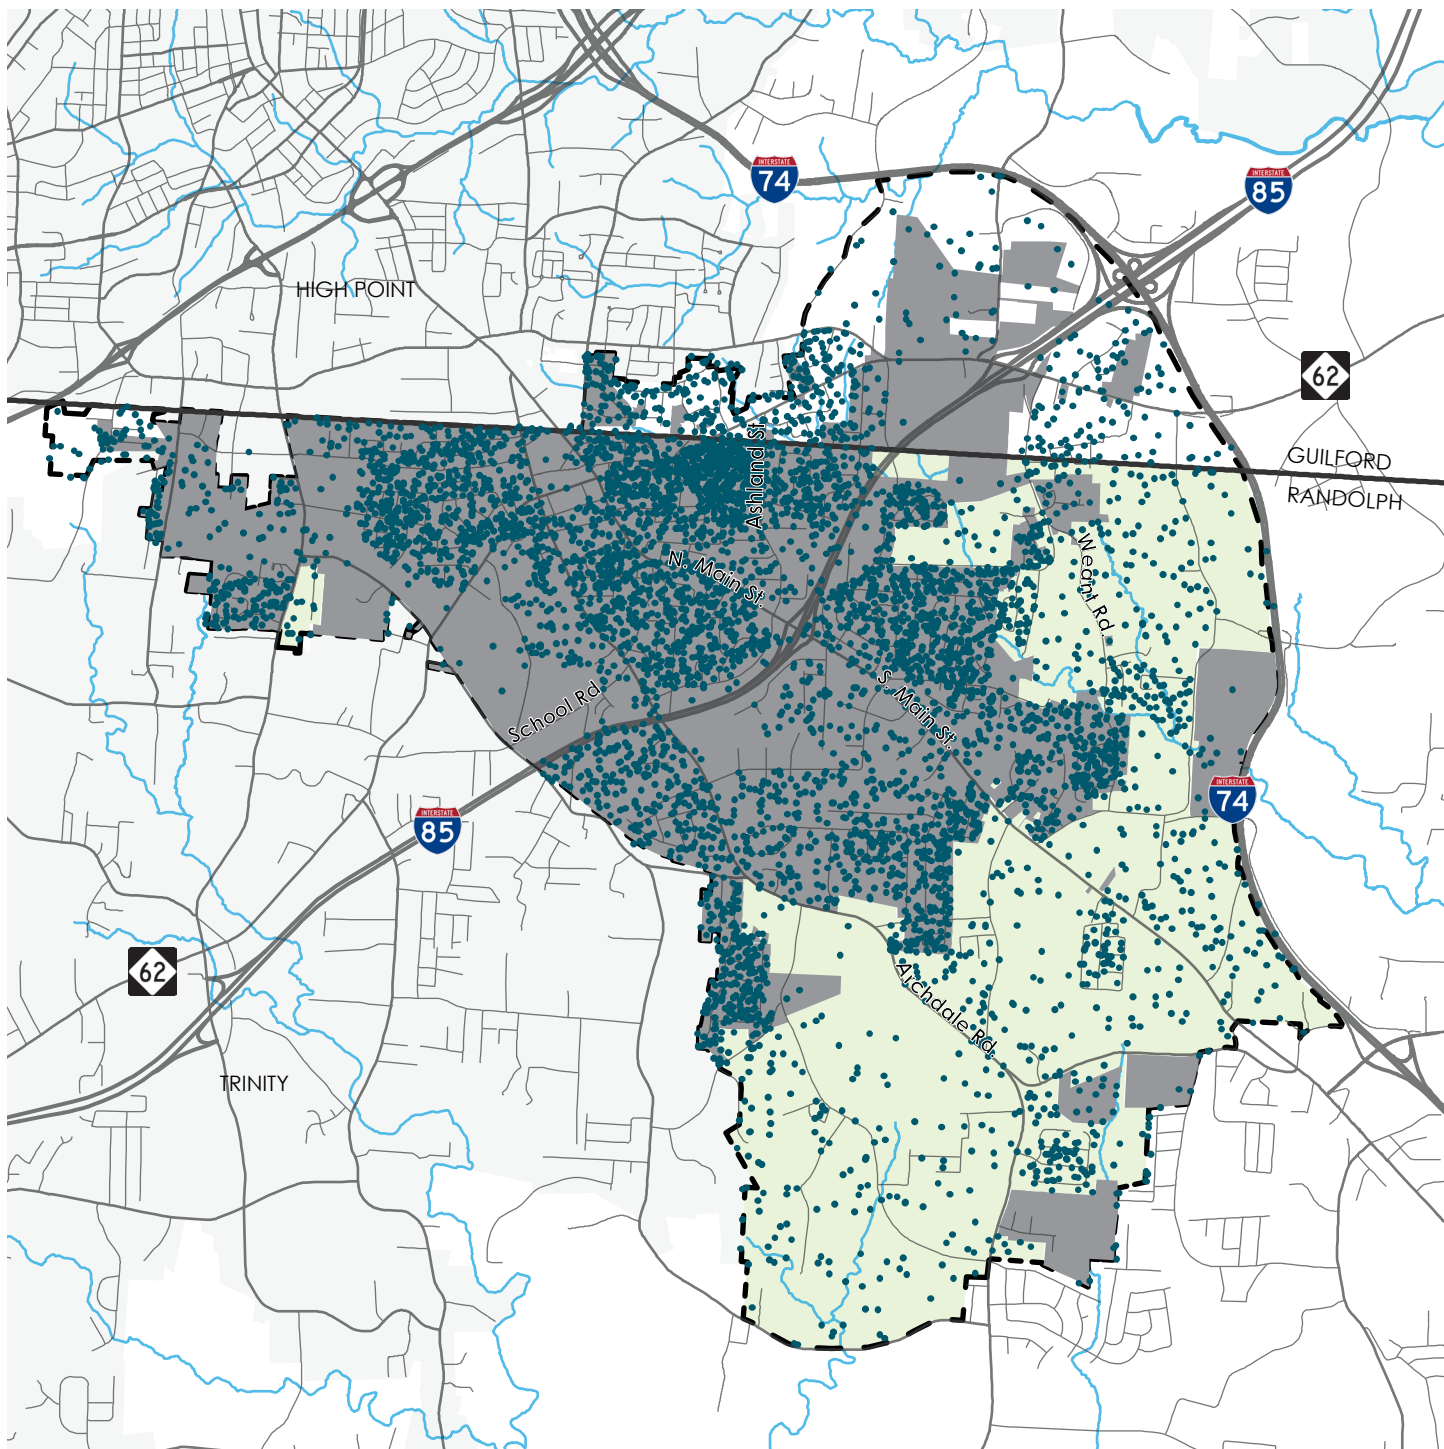 INTERSTATE
74
INTERSTATE
85
HIGH POINT
62
GUILFORD
RANDOLPH
Ashland St
N. Main St.
Weant Rd.
School Rd
S. Main St.
INTERSTATE
74
INTERSTATE
85
62
Archdale Rd.
TRINITY